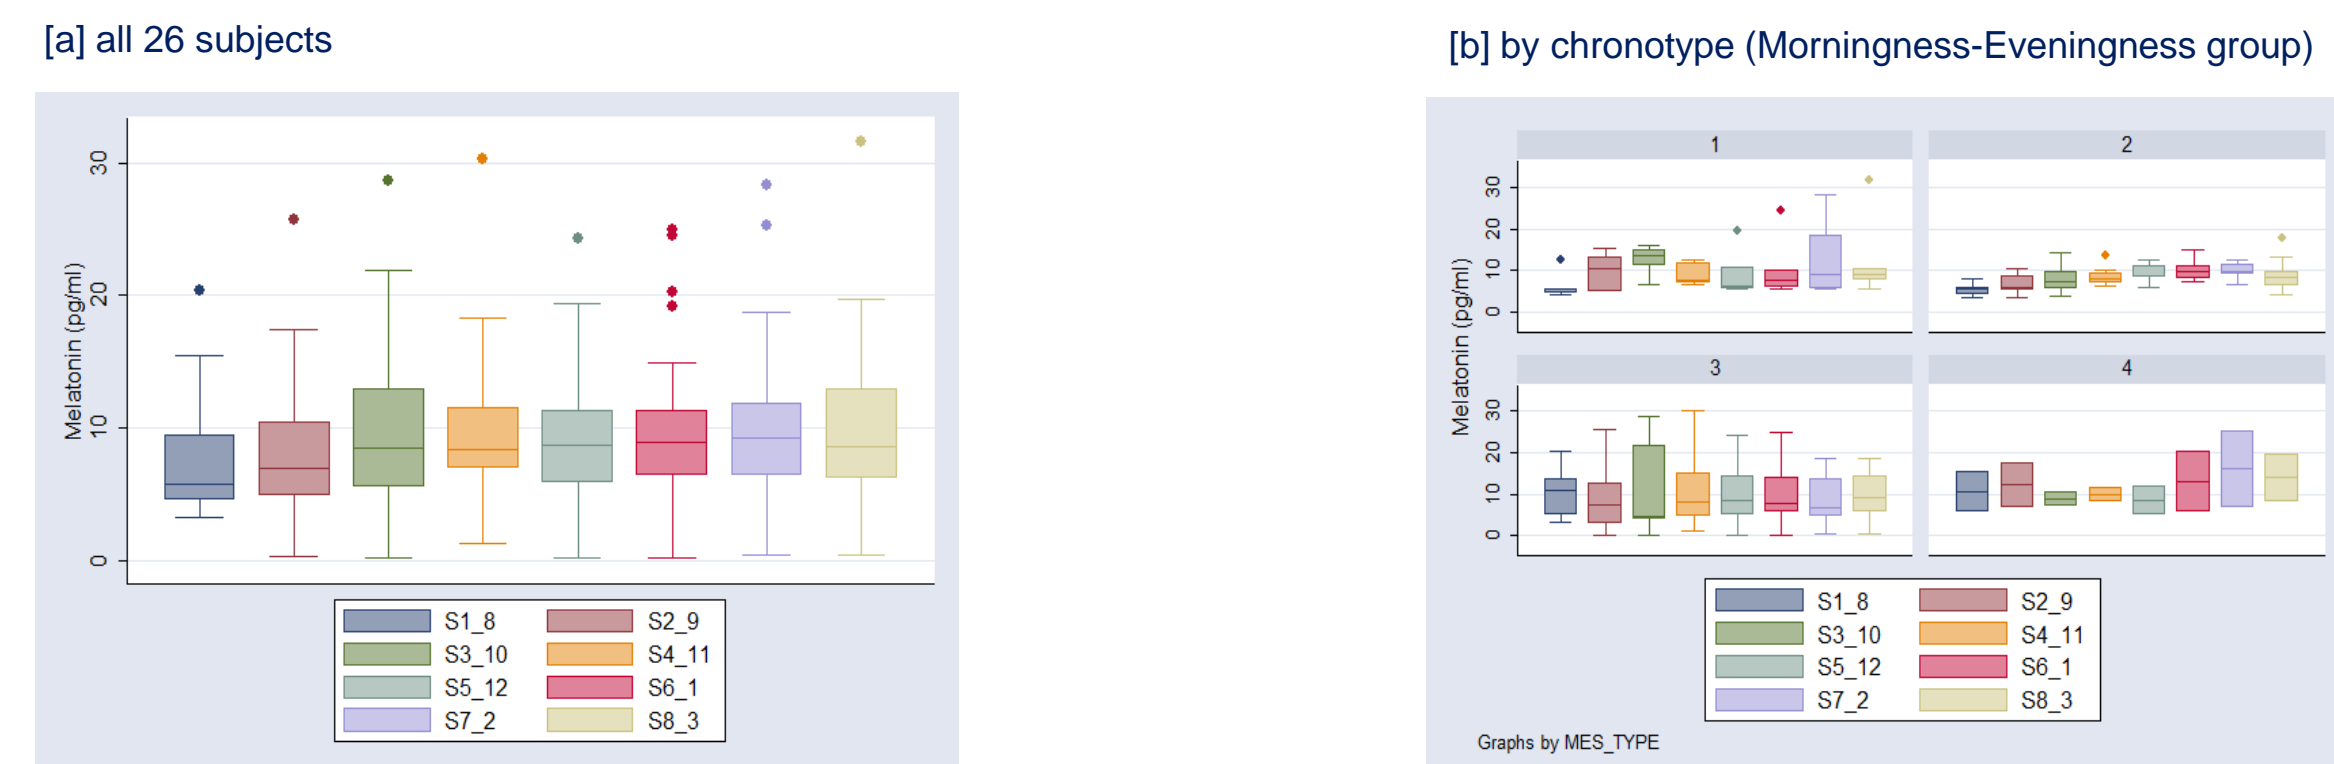 [a] all 26 subjects
Melatonin (pg/ml)
30
20
10
0
S1_8 S2_9
S3_10 S4_11
S5_12 S6_1
S7_2 S8_3
[b] by chronotype (Morningness-Eveningness group)
Melatonin (pg/ml)
1 2
30
20
10
0
3 4
30
20
10
0
S1_8 S2_9
S3_10 S4_11
S5_12 S6_1
S7_2 S8_3
Graphs by MES_TYPE